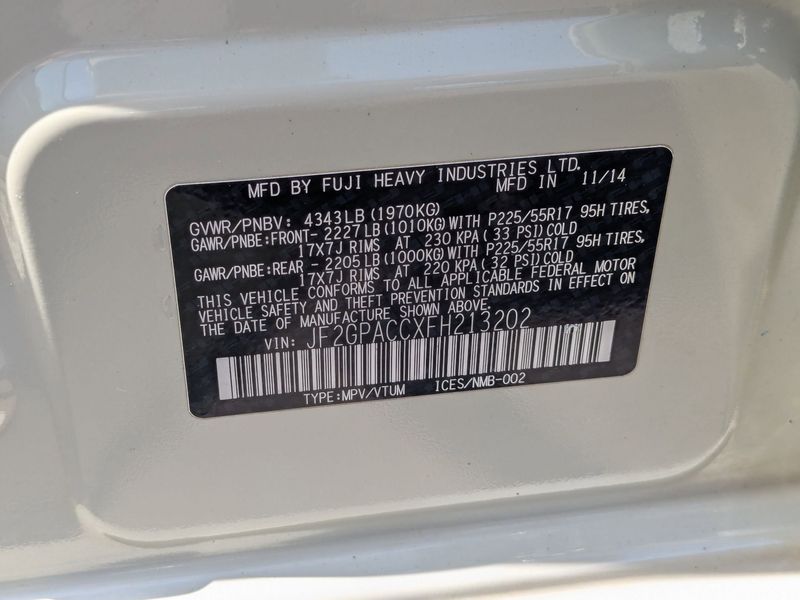 MFD BY FUJI HEAVY INDUSTRIES LTD.
MFD IN 11/14
GVWR/PNBV: 4343LB(1970KG)
GAWR/PNBE:FRONT- 2227LB(1010KG)WITH P225/55R17 95H TIRES,
17X7J RIMS AT 230 KPA(33 PSI)COLD
GAWR/PNBE:REAR - 2205LB(1000KG)WITH P225/55R17 95H TIRES,
17X7J RIMS AT 220 KPA(32 PSI)COLD
THIS VEHICLE CONFORMS TO ALL APPLICABLE FEDERAL MOTOR
VEHICLE SAFETY AND THEFT PREVENTION STANDARDS IN EFFECT ON
THE DATE OF MANUFACTURE SHOWN ABOVE.
VIN: JF2GPACCXFH213202
TYPE:MPV/VTUM ICES/NMB-002